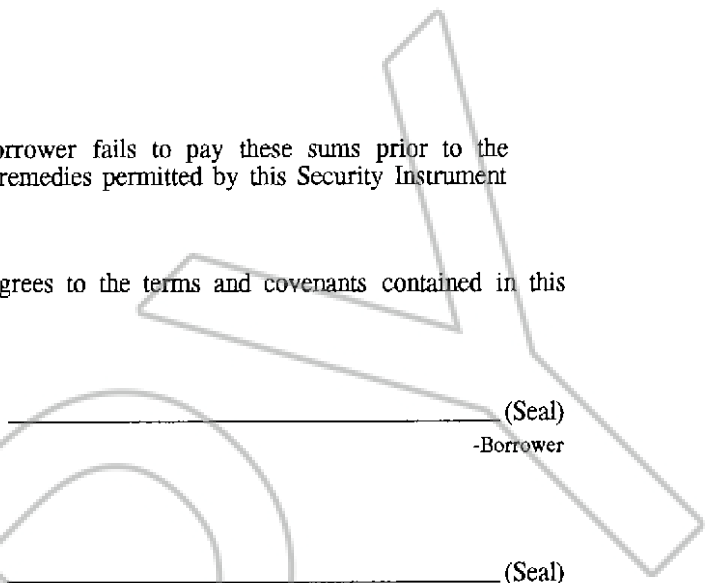 orrower fails to pay these sums prior to the
remedies permitted by this Security Instrument
grees to the terms and covenants contained in this
(Seal)
-Borrower
(Seal)